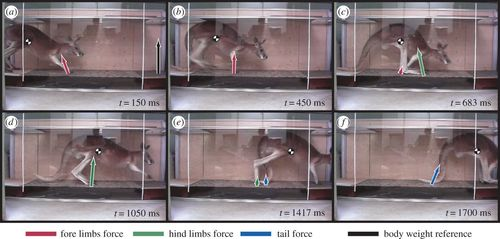 (a)
t = 150 ms
(b)
t = 450 ms
(c)
t = 683 ms
(d)
t = 1050 ms
(e)
t = 1417 ms
(f)
t = 1700 ms
fore limbs force hind limbs force tail force body weight reference